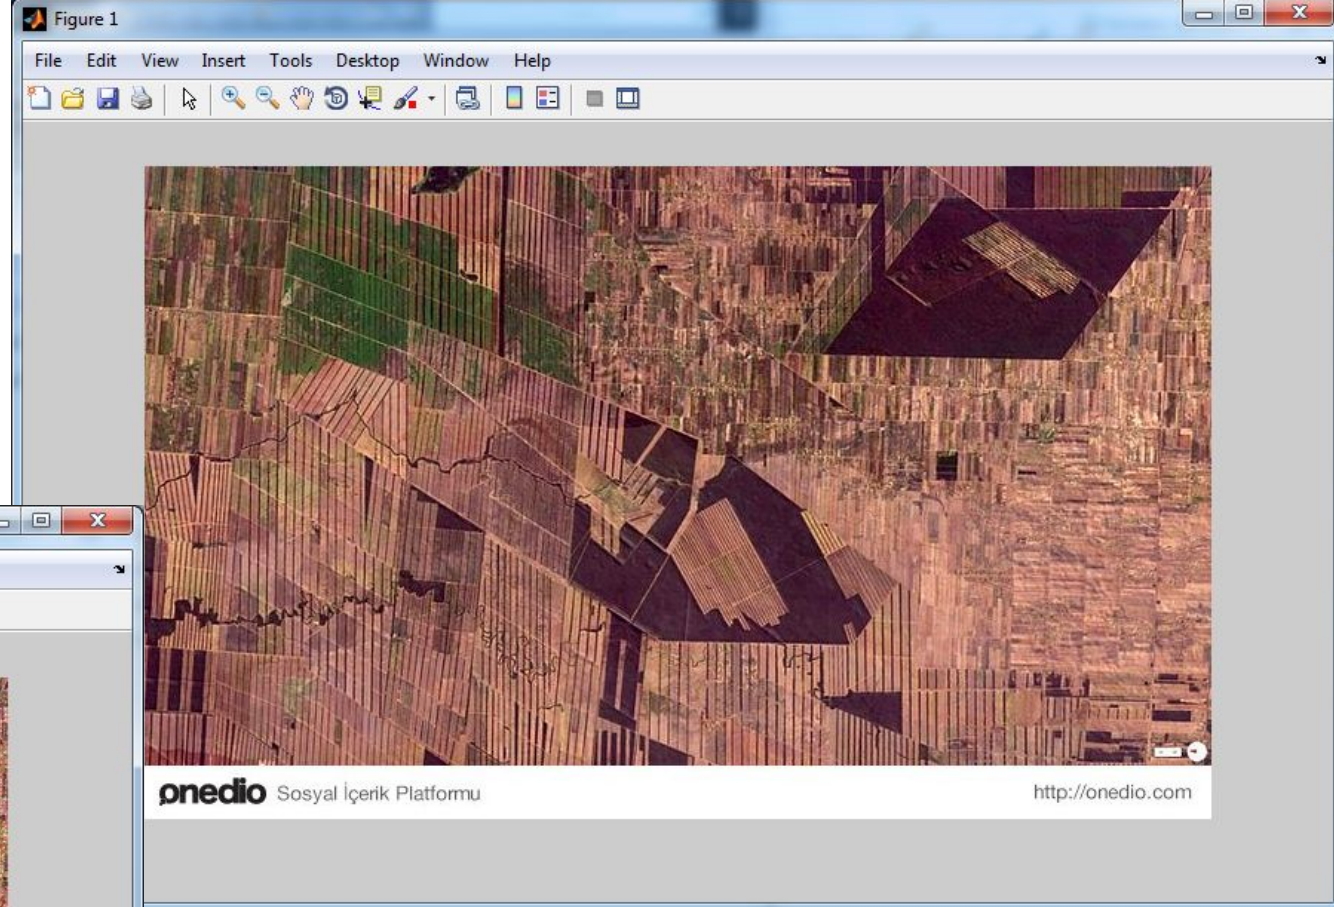 Figure 1
File Edit View Insert Tools Desktop Window Help
onedio Sosyal İçerik Platformu
http://onedio.com